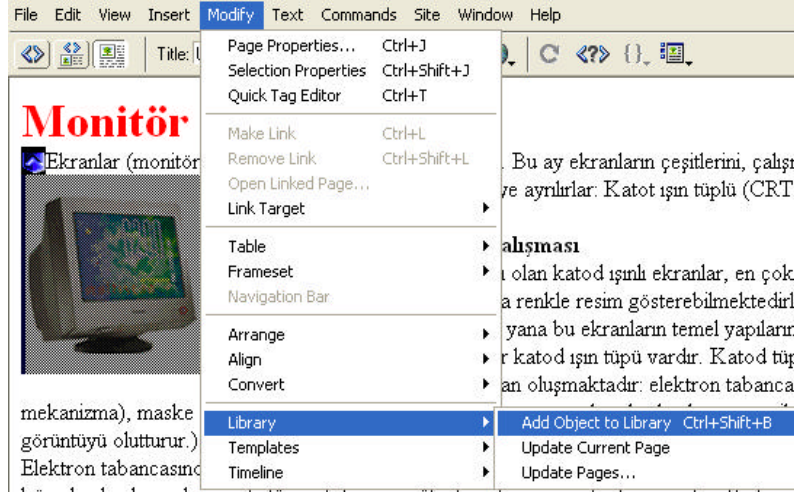 File Edit View Insert Modify Text Commands Site Window Help
Title:
Page Properties... Ctrl+J
Selection Properties Ctrl+Shift+J
Quick Tag Editor Ctrl+T
Make Link Ctrl+L
Remove Link Ctrl+Shift+L
Open Linked Page...
Link Target
Table
Frameset
Navigation Bar
Arrange
Align
Convert
Library
Templates
Timeline
Add Object to Library Ctrl+Shift+B
Update Current Page
Update Pages...
Monitör
Ekranlar (monitör . Bu ay ekranların çeşitlerini,
ye ayrılırlar: Katot ışın tüplü (CRT
alışması
olan katod ışınlı ekranlar, en çok
a renkle resim gösterebilmektedirl
yana bu ekranların temel yapıların
r katod ışın tüpü vardır. Katod tüp
an oluşmaktadır: elektron tabanca
mekanizma), maske
görüntüyü olutturur.)
Elektron